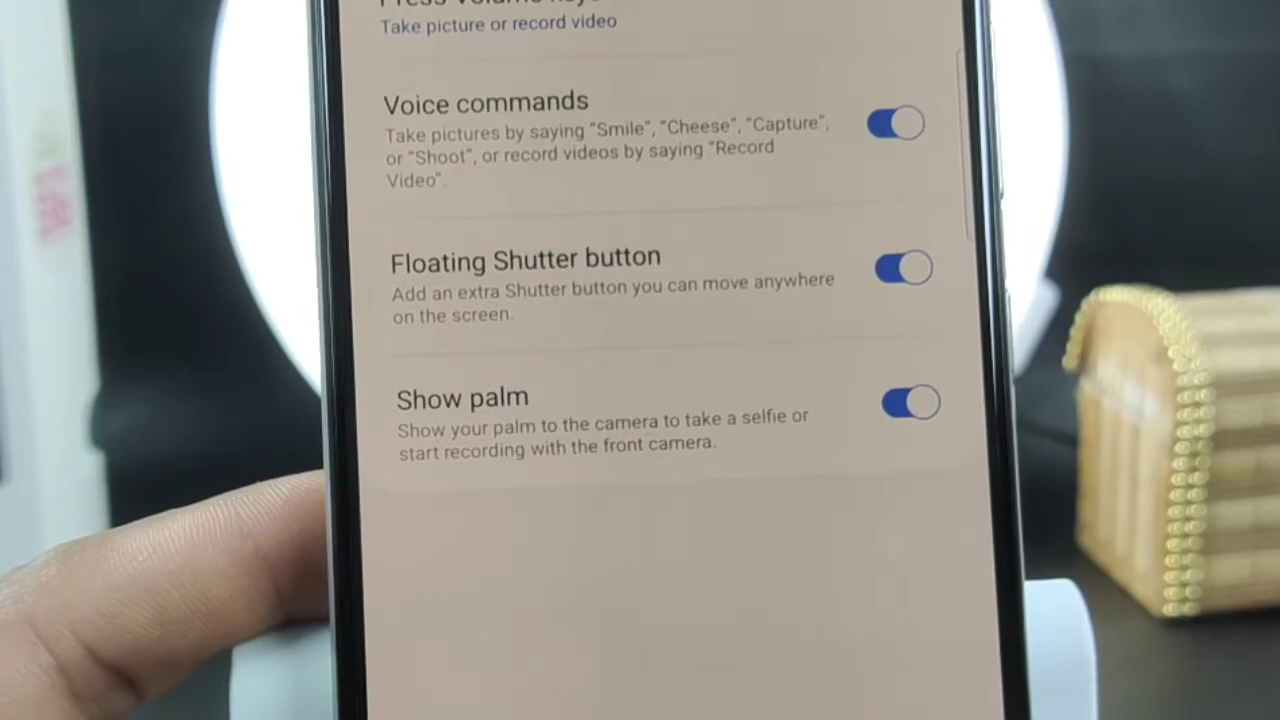 Press Volume keys
Take picture or record video
Voice commands
Take pictures by saying “Smile”, “Cheese”, “Capture”,
or “Shoot”, or record videos by saying “Record
Video”.
Floating Shutter button
Add an extra Shutter button you can move anywhere
on the screen.
Show palm
Show your palm to the camera to take a selfie or
start recording with the front camera.